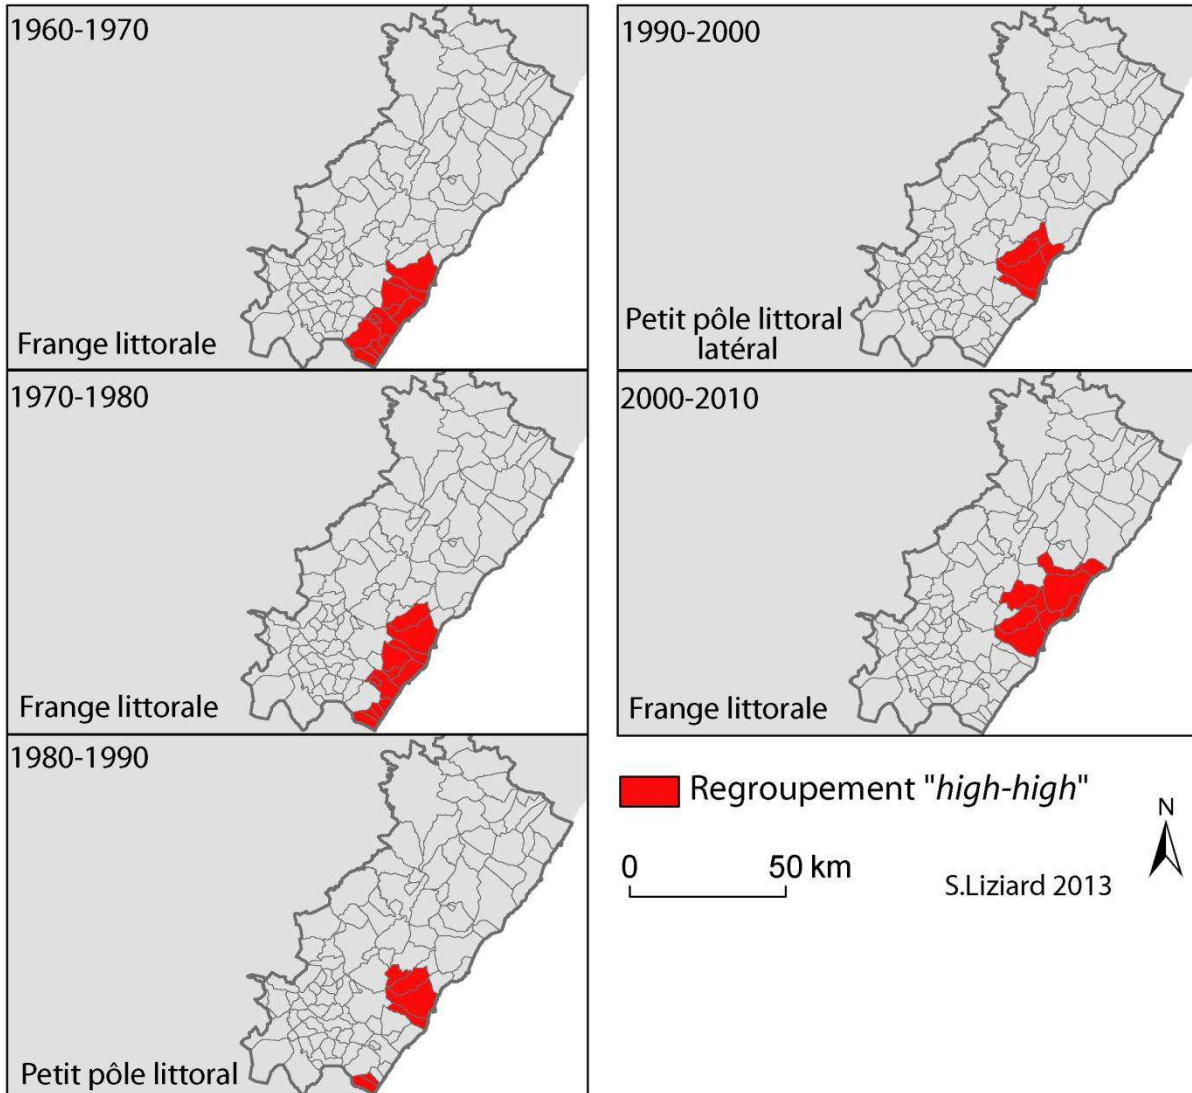 1960-1970
Frange littorale
1970-1980
Frange littorale
1980-1990
Petit pôle littoral
1990-2000
Petit pôle littoral
latéral
2000-2010
Frange littorale
Regroupement "high-high"
N
0 50 km
S.Liziard 2013